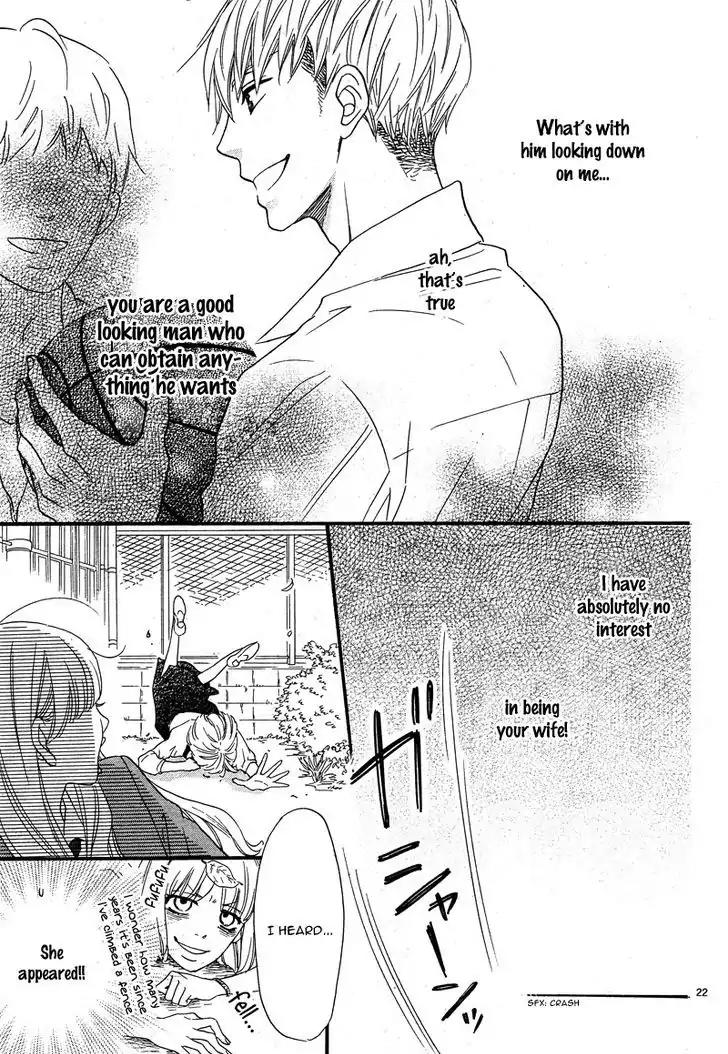 What's with
him looking down
on me...
ah,
that's
true
you are a good
looking man who
can obtain any-
thing he wants
I have
absolutely no
interest
in being
your wife!
ガシャーン
I HEARD...
FUFUFU
wonder how many
years it's been since
I've climbed a fence
fell...
She
appeared!!
22
SFX: CRASH